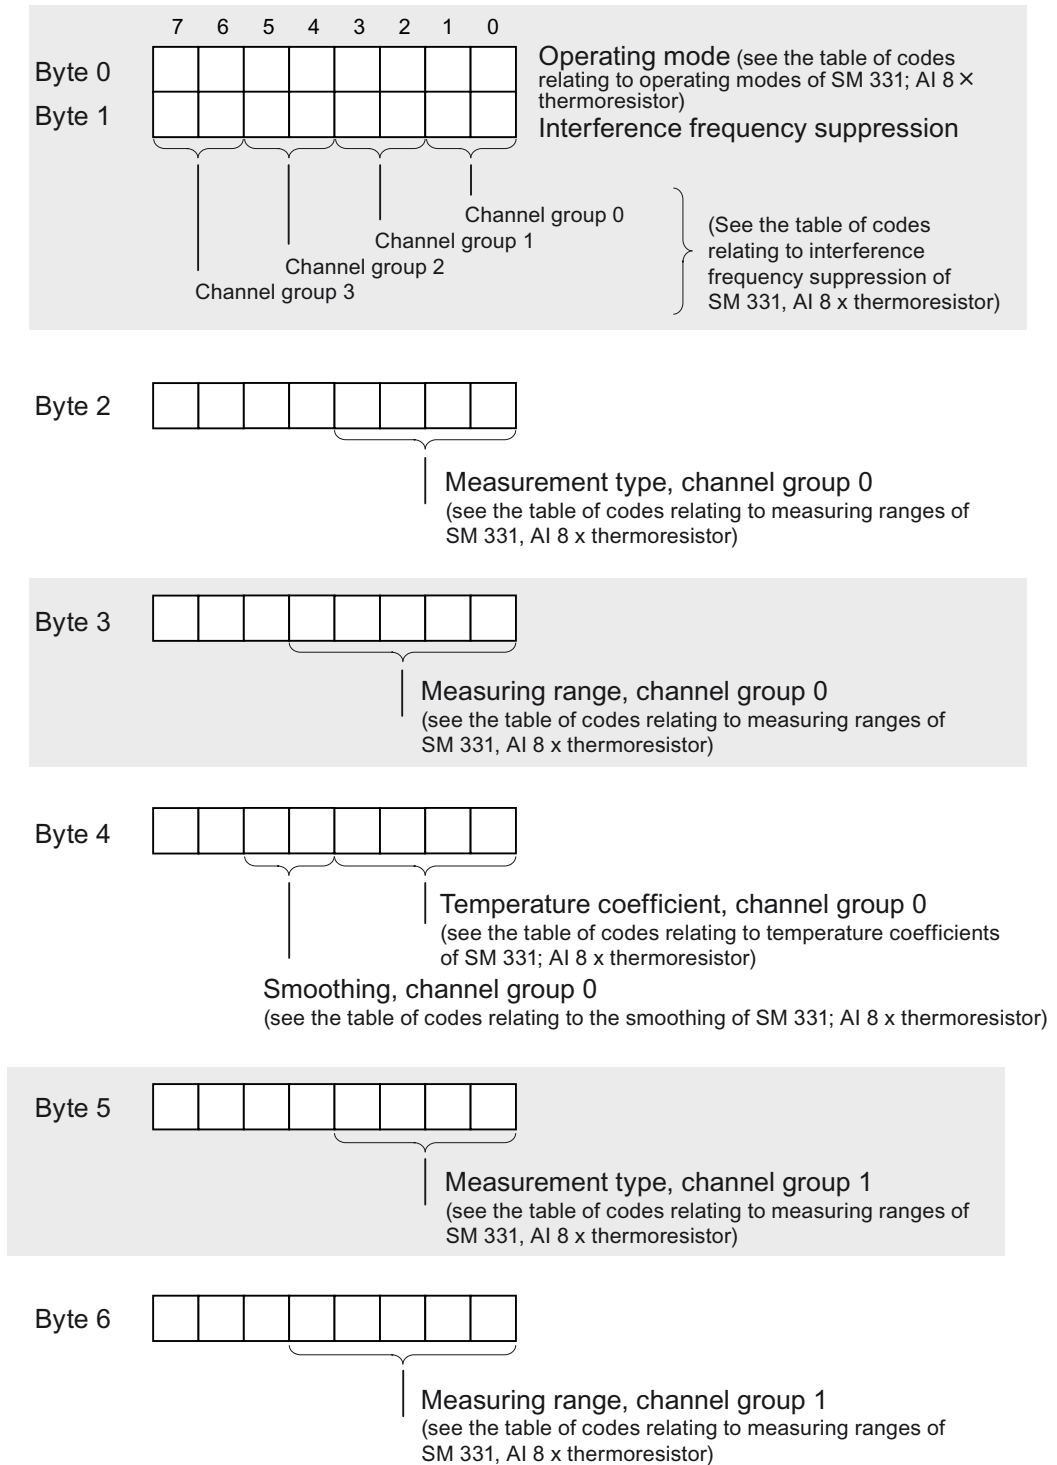 7 6 5 4 3 2 1 0
Byte 0
Operating mode (see the table of codes
relating to operating modes of SM 331; AI 8 ×
thermoresistor)
Byte 1
Interference frequency suppression
Channel group 0
Channel group 1
Channel group 2
Channel group 3
(See the table of codes
relating to interference
frequency suppression of
SM 331, AI 8 x thermoresistor)
Byte 2
Measurement type, channel group 0
(see the table of codes relating to measuring ranges of
SM 331, AI 8 x thermoresistor)
Byte 3
Measuring range, channel group 0
(see the table of codes relating to measuring ranges of
SM 331, AI 8 x thermoresistor)
Byte 4
Temperature coefficient, channel group 0
(see the table of codes relating to temperature coefficients
of SM 331; AI 8 x thermoresistor)
Smoothing, channel group 0
(see the table of codes relating to the smoothing of SM 331; AI 8 x thermoresistor)
Byte 5
Measurement type, channel group 1
(see the table of codes relating to measuring ranges of
SM 331, AI 8 x thermoresistor)
Byte 6
Measuring range, channel group 1
(see the table of codes relating to measuring ranges of
SM 331, AI 8 x thermoresistor)